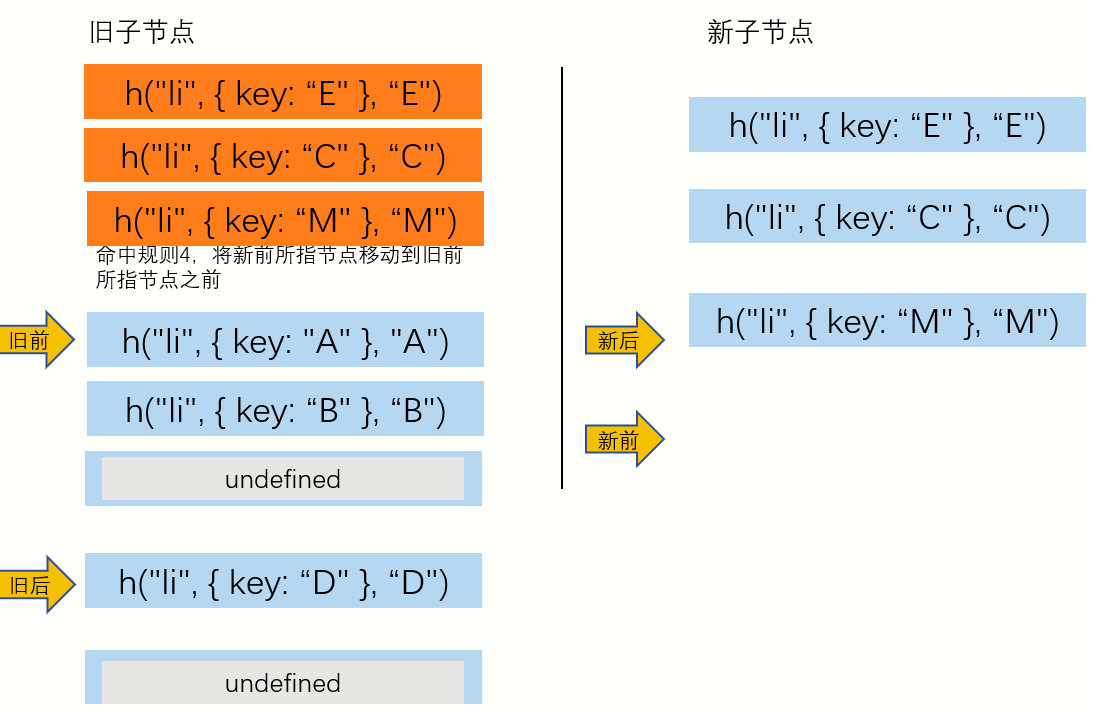 旧子节点
h("li", { key: “E" }, “E")
h("li", { key: “C" }, “C")
h("li", { key: “M" }, “M")
命中规则4，将新前所指节点移动到旧前
所指节点之前
旧前
h("li", { key: "A" }, "A")
h("li", { key: “B" }, “B")
undefined
旧后
h("li", { key: “D" }, “D")
undefined
新子节点
h("li", { key: “E" }, “E")
h("li", { key: “C" }, “C")
h("li", { key: “M" }, “M")
新后
新前